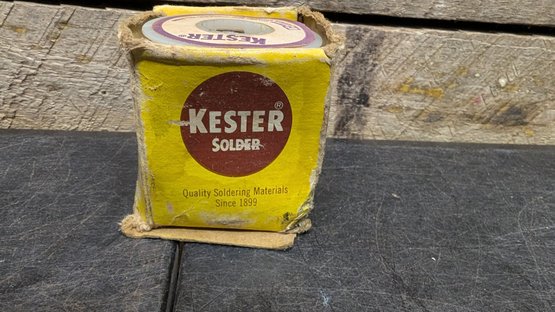 KESTER®
KESTER®
SOLDER
Quality Soldering Materials
Since 1899